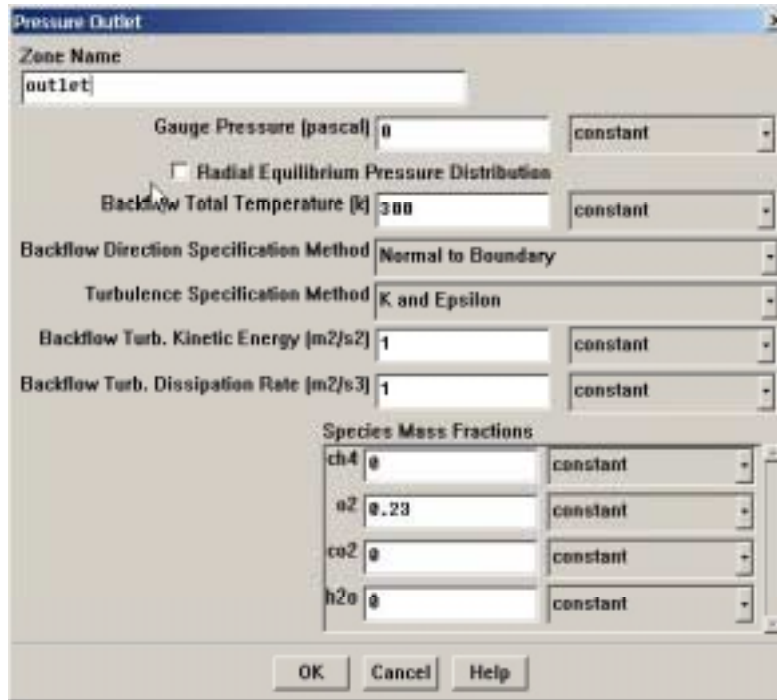 Pressure Outlet
Zone Name
outlet
Gauge Pressure (pascal) 0 constant
Radial Equilibrium Pressure Distribution
Backflow Total Temperature (k) 300 constant
Backflow Direction Specification Method Normal to Boundary
Turbulence Specification Method K and Epsilon
Backflow Turb. Kinetic Energy (m2/s2) 1 constant
Backflow Turb. Dissipation Rate (m2/s3) 1 constant
Species Mass Fractions
ch4 0 constant
o2 0.23 constant
co2 0 constant
h2o 0 constant
OK Cancel Help